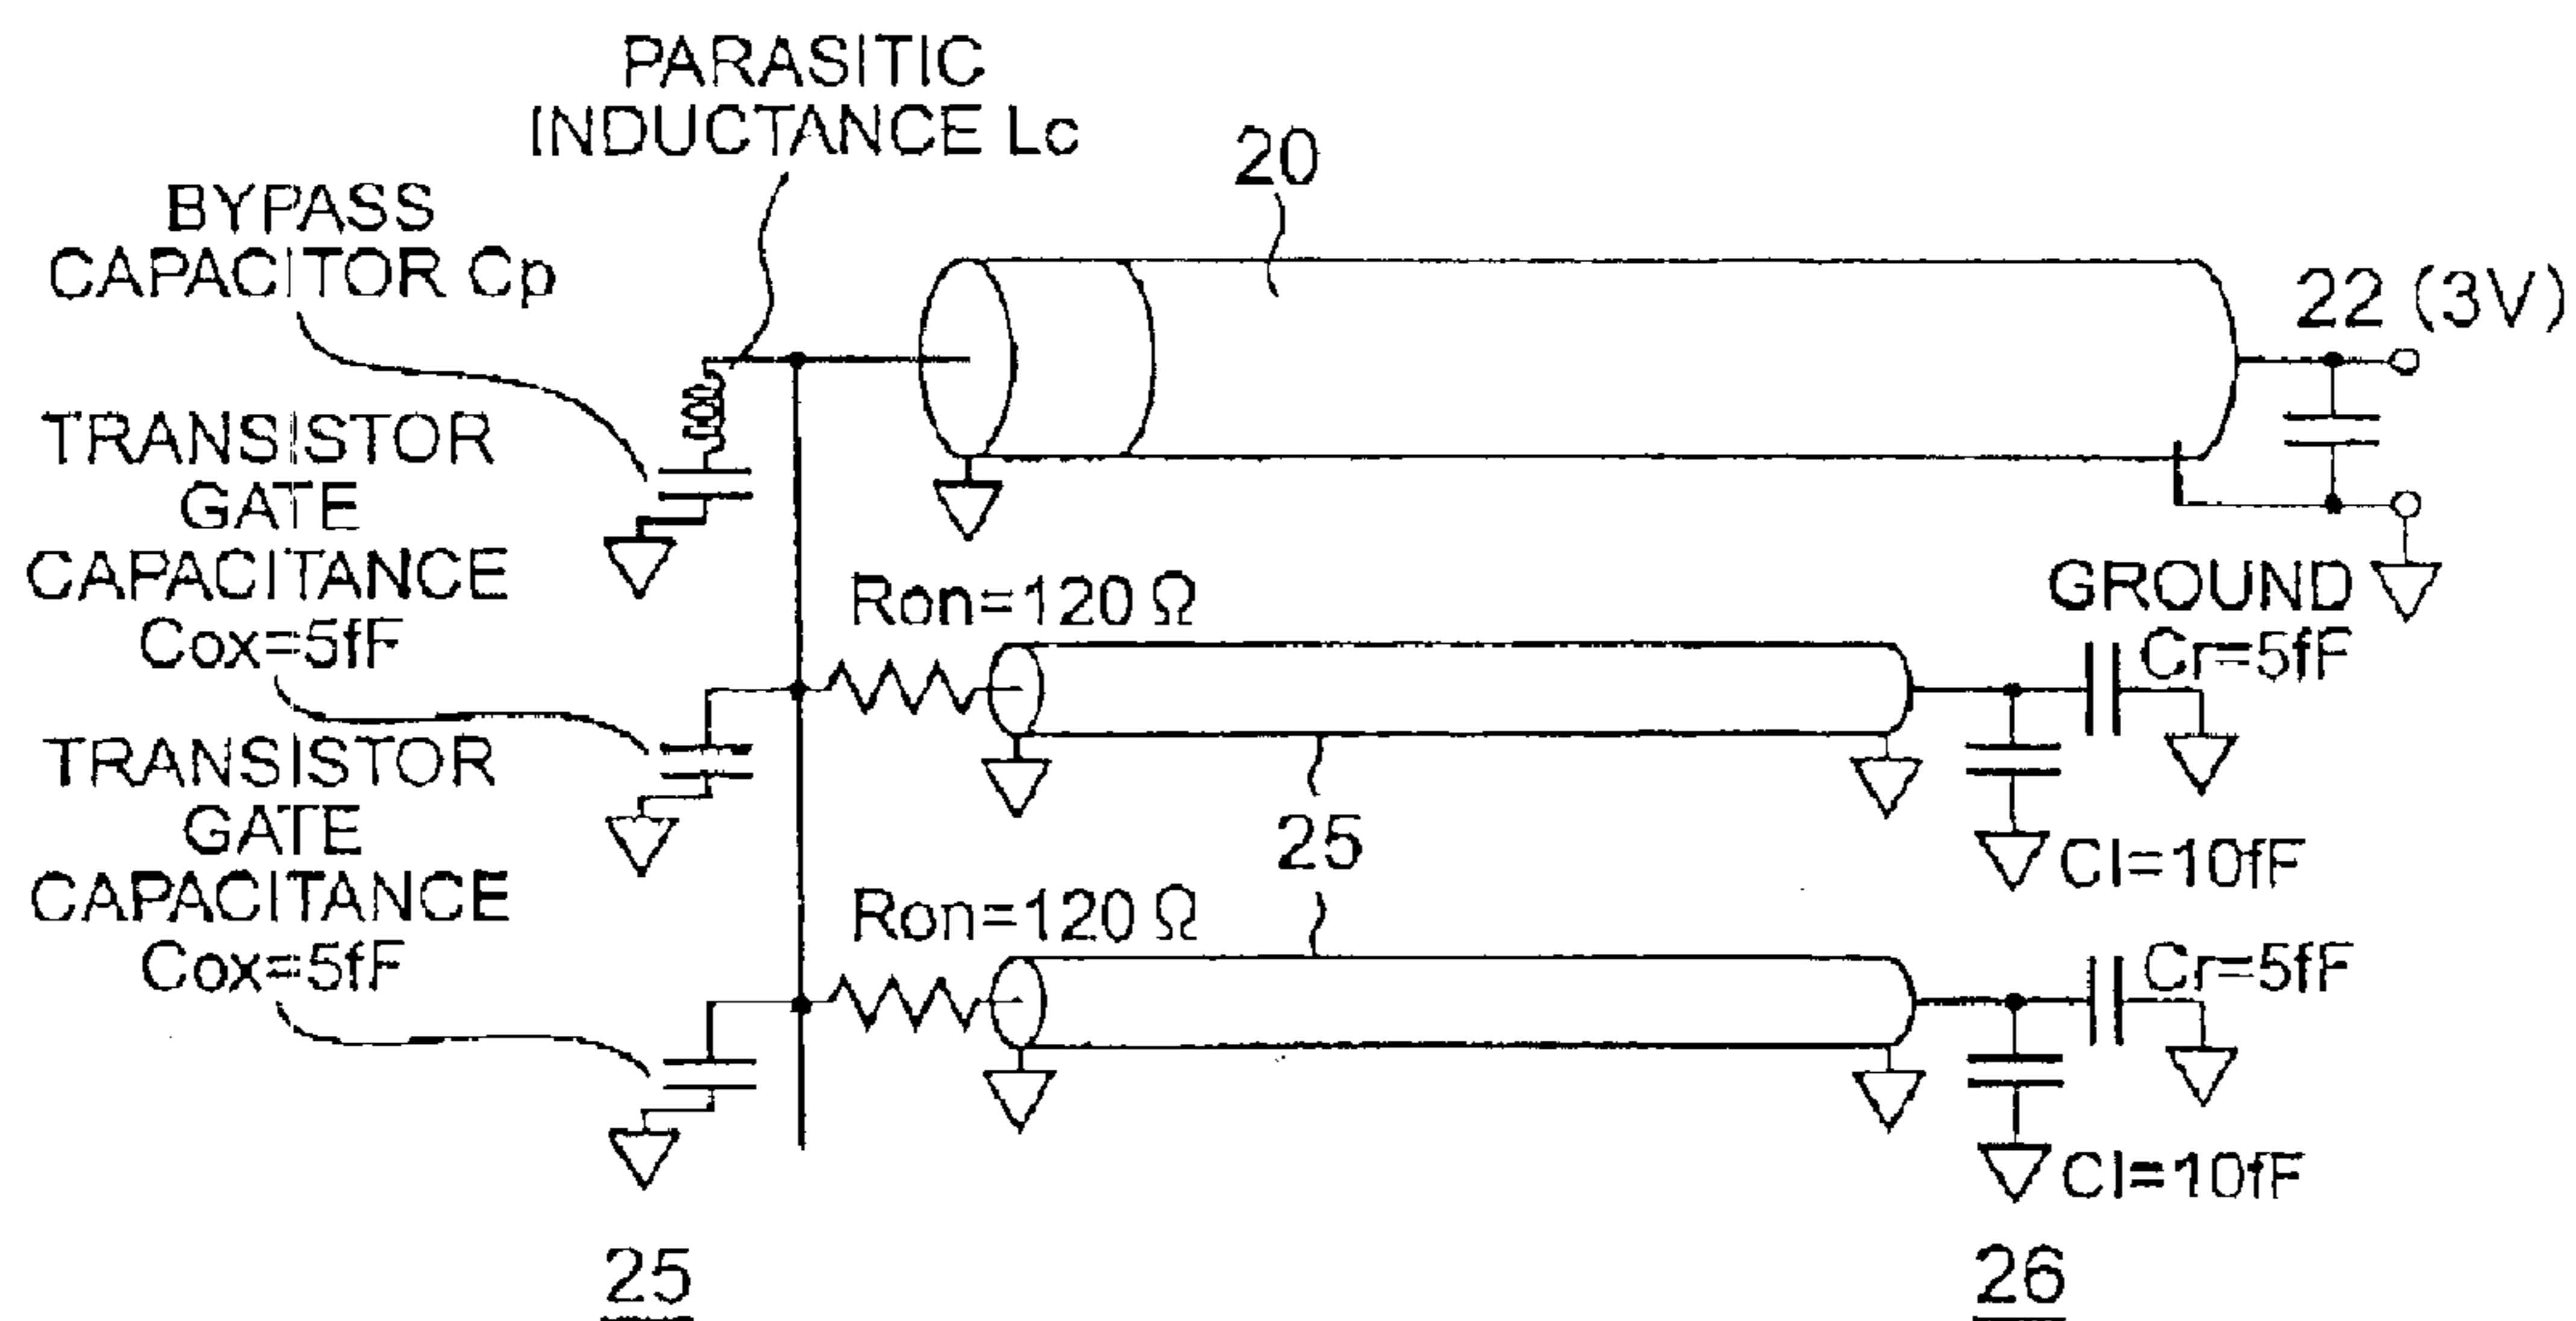 PARASITIC
INDUCTANCE Lc
20
BYPASS
CAPACITOR Cp
22 (3V)
TRANSISTOR
GATE
CAPACITANCE
Cox=5fF
Ron=120 Ω
GROUND
Cr=5fF
TRANSISTOR
GATE
CAPACITANCE
Cox=5fF
25
Cl=10fF
Ron=120 Ω
Cr=5fF
Cl=10fF
25
26